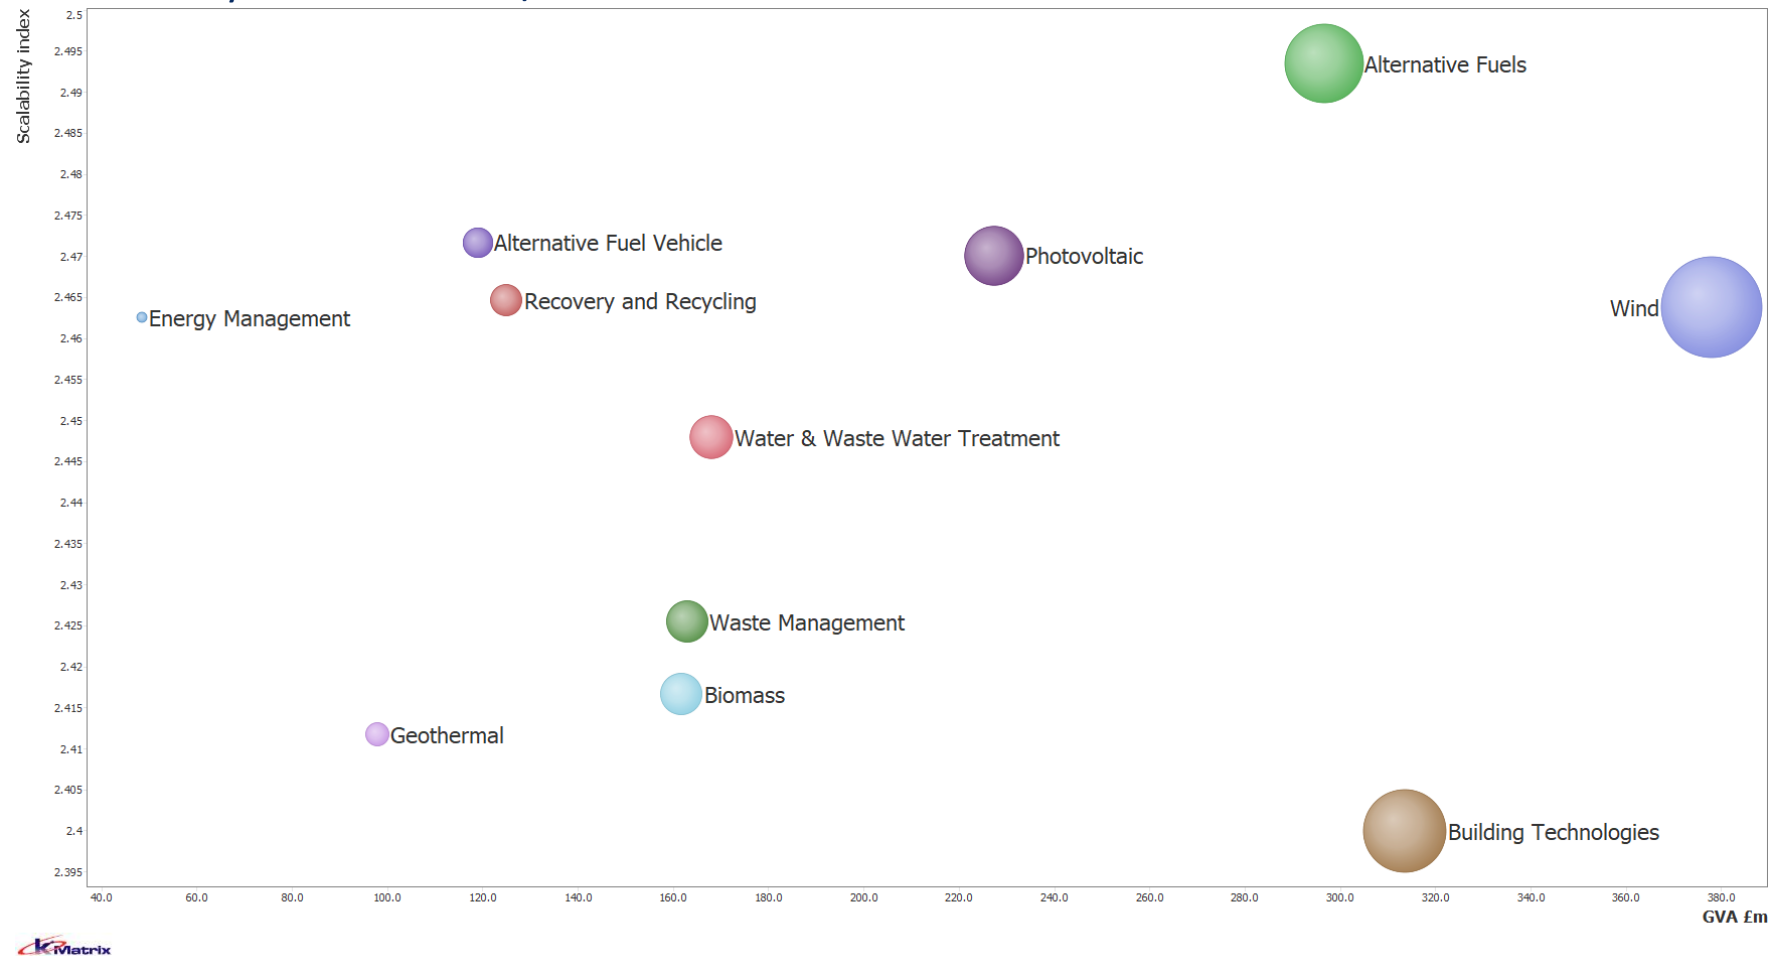 Scalability index
2.5
2.495
Alternative Fuels
2.49
2.485
2.48
2.475
Alternative Fuel Vehicle
2.47
Photovoltaic
2.465
Recovery and Recycling
Wind
Energy Management
2.46
2.455
2.45
Water & Waste Water Treatment
2.445
2.44
2.435
2.43
2.425
Waste Management
2.42
Biomass
2.415
Geothermal
2.41
2.405
2.4
Building Technologies
2.395
40.0 60.0 80.0 100.0 120.0 140.0 160.0 180.0 200.0 220.0 240.0 260.0 280.0 300.0 320.0 340.0 360.0 380.0
GVA £m
kMatrix